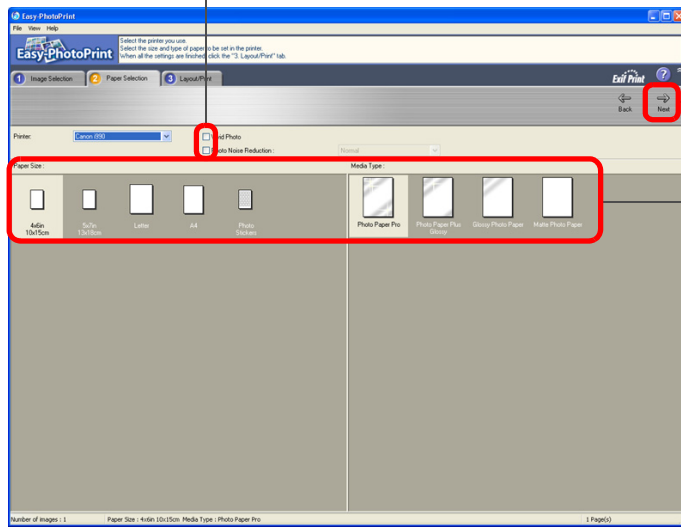 Easy-PhotoPrint
File View Help
Easy-PhotoPrint
Select the printer you use.
Select the size and type of paper to be set in the printer.
When all the settings are finished, click the "3. Layout/Print" tab.
1 Image Selection 2 Paper Selection 3 Layout/Print
Exif Print ?
Back Next
Printer: Canon i990 Vivid Photo
Photo Noise Reduction : Normal
Paper Size : Media Type :
4x6in 5x7in Letter A4 Photo Photo Paper Pro Photo Paper Plus Glossy Photo Paper Matte Photo Paper
10x15cm 13x18cm Stickers Glossy
Number of images : 1 Paper Size : 4x6in 10x15cm Media Type : Photo Paper Pro 1 Page(s)